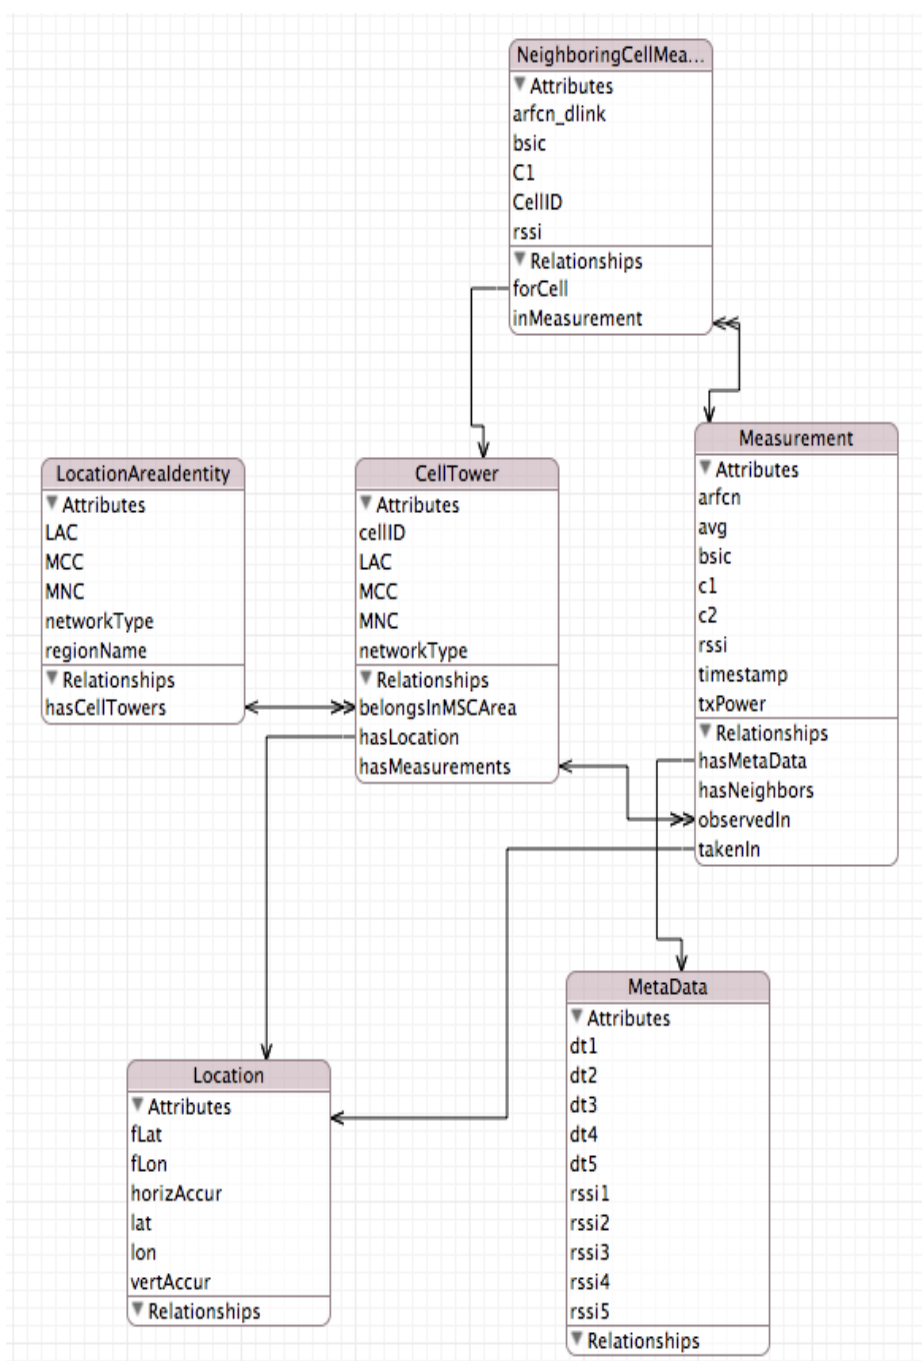 NeighboringCellMea...
Attributes
arfcn_dlink
bsic
C1
CellID
rssi
Relationships
forCell
inMeasurement
LocationAreaIdentity
Attributes
LAC
MCC
MNC
networkType
regionName
Relationships
hasCellTowers
CellTower
Attributes
cellID
LAC
MCC
MNC
networkType
Relationships
belongsInMSCArea
hasLocation
hasMeasurements
Measurement
Attributes
arfcn
avg
bsic
c1
c2
rssi
timestamp
txPower
Relationships
hasMetaData
hasNeighbors
observedIn
takenIn
Location
Attributes
fLat
fLon
horizAccur
lat
lon
vertAccur
Relationships
MetaData
Attributes
dt1
dt2
dt3
dt4
dt5
rssi1
rssi2
rssi3
rssi4
rssi5
Relationships